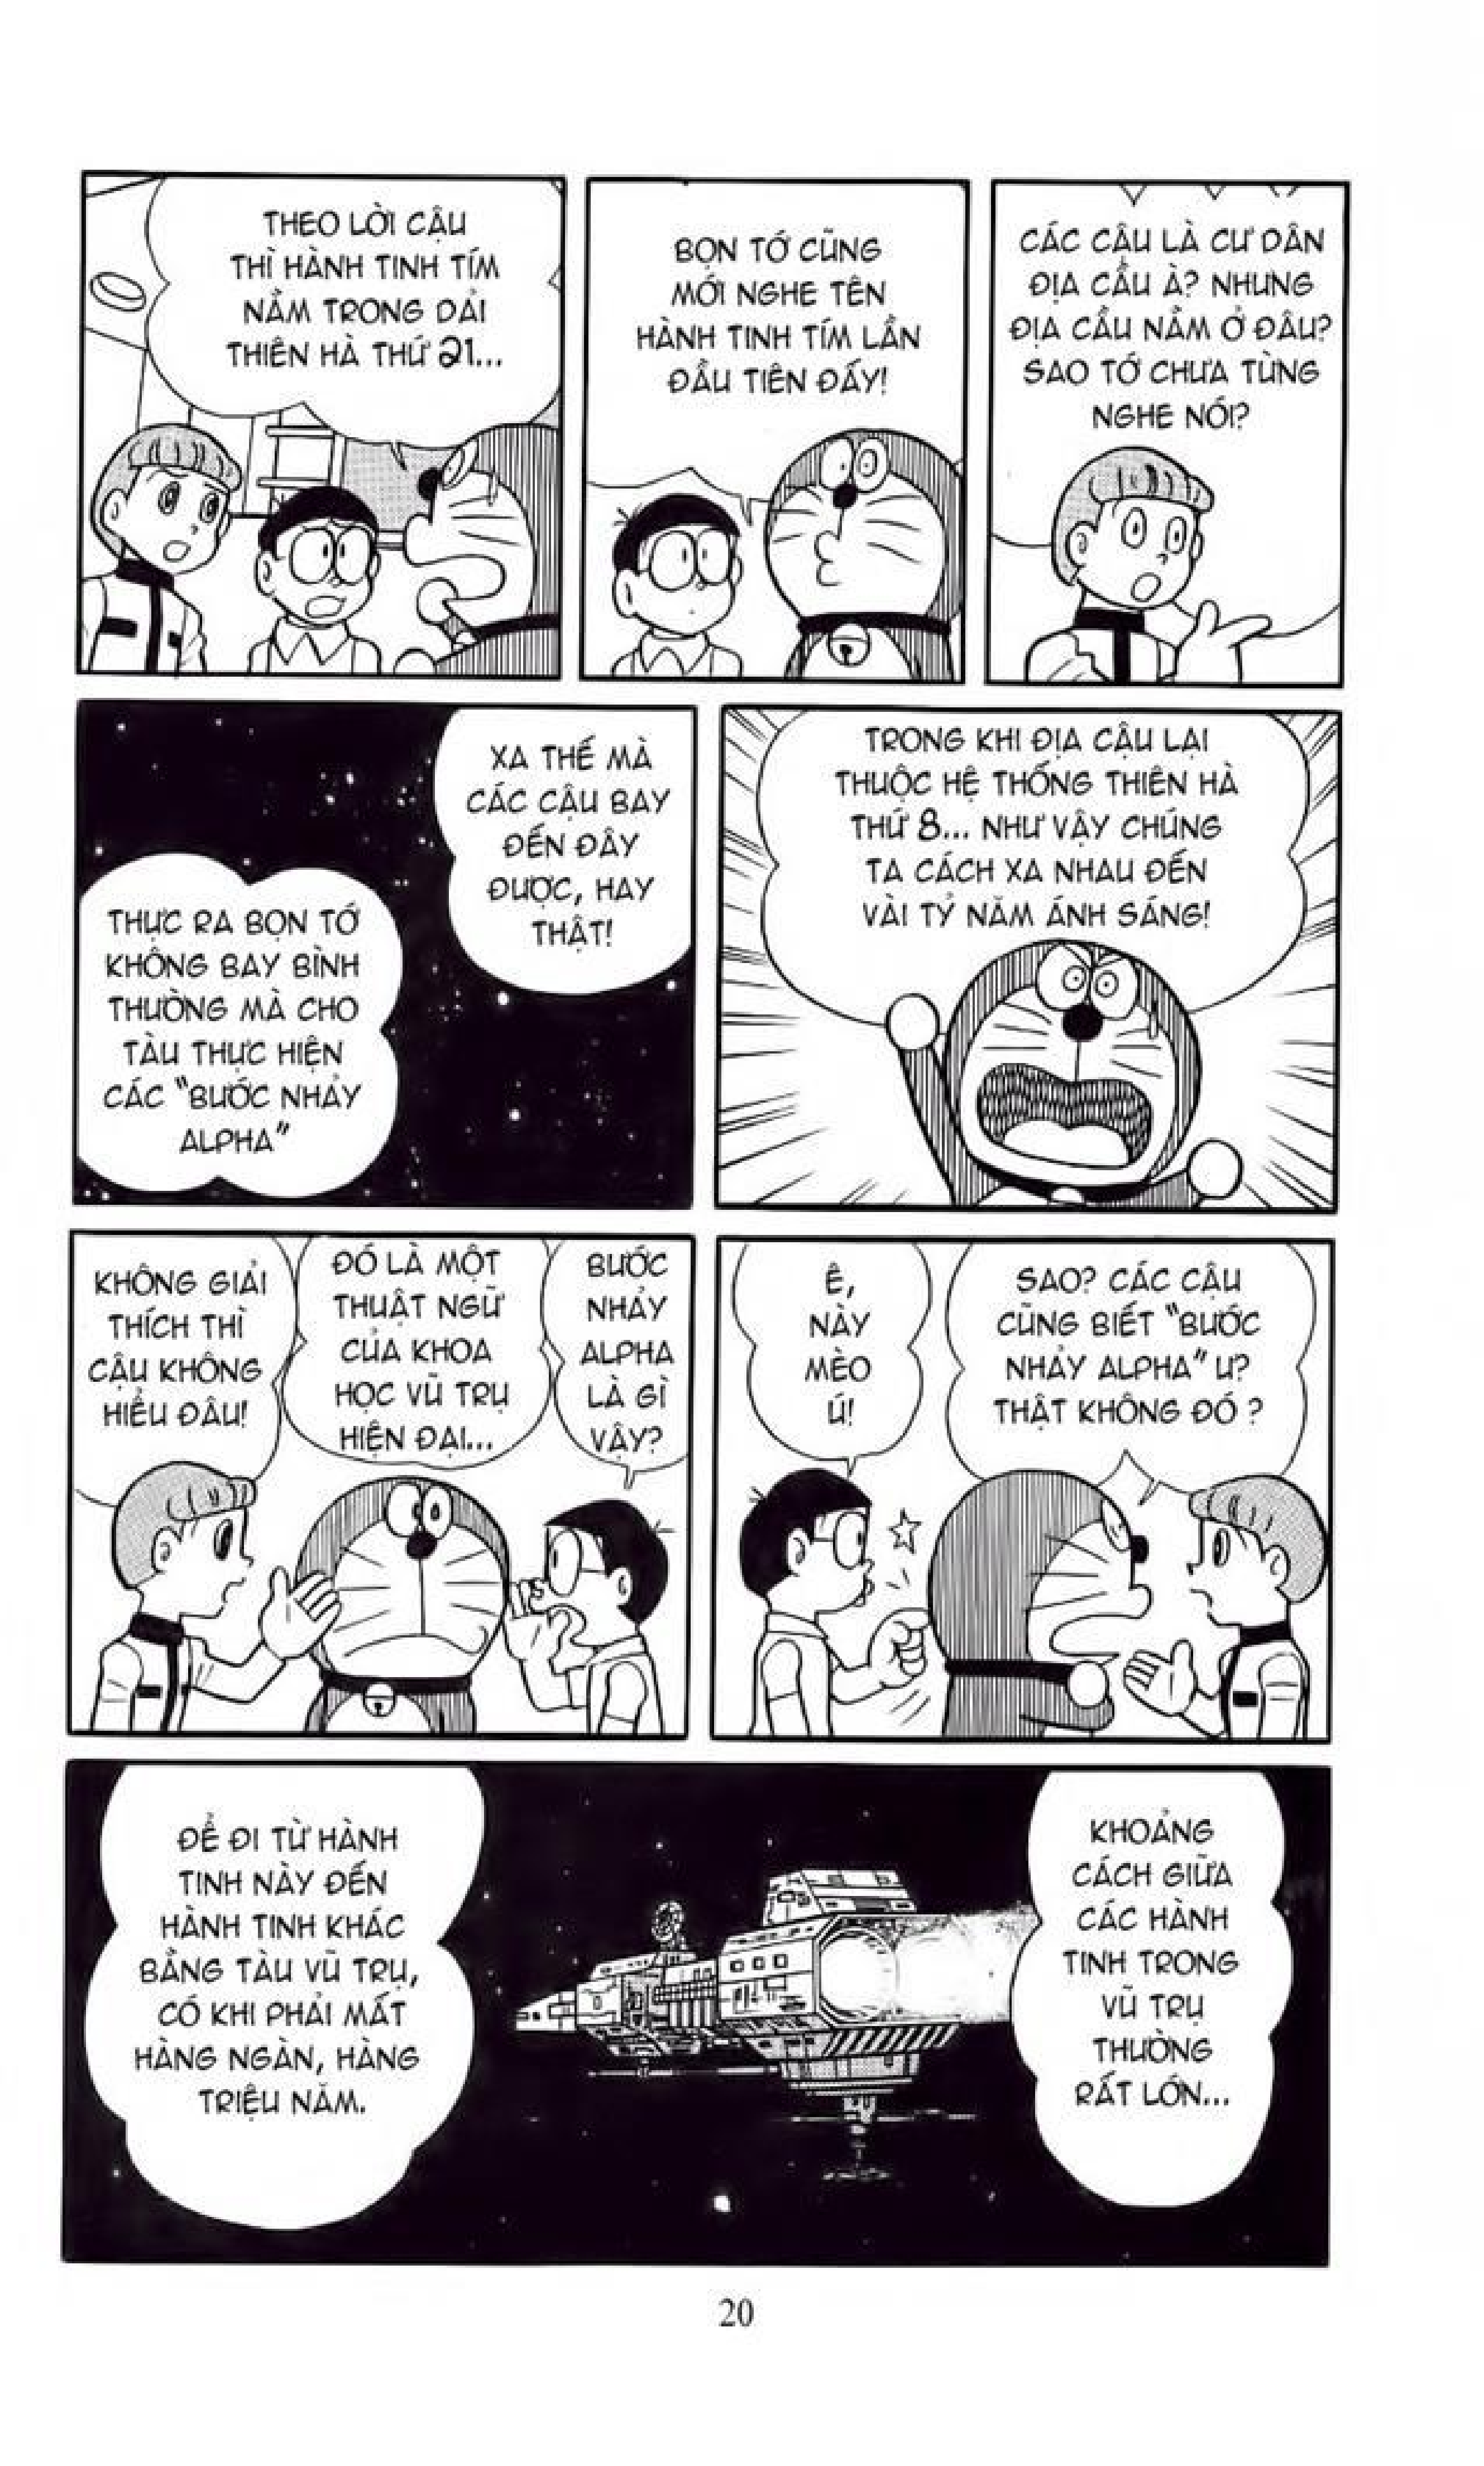 CÁC CẬU LÀ CƯ DÂN
ĐỊA CẦU À? NHƯNG
ĐỊA CẦU NẰM Ở ĐÂU?
SAO TỚ CHƯA TỪNG
NGHE NÓI?
BỌN TỚ CŨNG
MỚI NGHE TÊN
HÀNH TINH TÍM LẦN
ĐẦU TIÊN ĐẤY!
THEO LỜI CẬU
THÌ HÀNH TINH TÍM
NẰM TRONG DẢI
THIÊN HÀ THỨ 21...
TRONG KHI ĐỊA CẬU LẠI
THUỘC HỆ THỐNG THIÊN HÀ
THỨ 8... NHƯ VẬY CHÚNG
TA CÁCH XA NHAU ĐẾN
VÀI TỶ NĂM ÁNH SÁNG!
XA THẾ MÀ
CÁC CẬU BAY
ĐẾN ĐÂY
ĐƯỢC, HAY
THẬT!
THỰC RA BỌN TỚ
KHÔNG BAY BÌNH
THƯỜNG MÀ CHO
TÀU THỰC HIỆN
CÁC "BƯỚC NHẢY
ALPHA"
SAO? CÁC CẬU
CŨNG BIẾT "BƯỚC
NHẢY ALPHA" Ư?
THẬT KHÔNG ĐÓ ?
Ê,
NÀY
MÈO
Ú!
BƯỚC
NHẢY
ALPHA
LÀ GÌ
VẬY?
ĐÓ LÀ MỘT
THUẬT NGỮ
CỦA KHOA
HỌC VŨ TRỤ
HIỆN ĐẠI...
KHÔNG GIẢI
THÍCH THÌ
CẬU KHÔNG
HIỂU ĐÂU!
KHOẢNG
CÁCH GIỮA
CÁC HÀNH
TINH TRONG
VŨ TRỤ
THƯỜNG
RẤT LỚN...
ĐỂ ĐI TỪ HÀNH
TINH NÀY ĐẾN
HÀNH TINH KHÁC
BẰNG TÀU VŨ TRỤ,
CÓ KHI PHẢI MẤT
HÀNG NGÀN, HÀNG
TRIỆU NĂM.
20